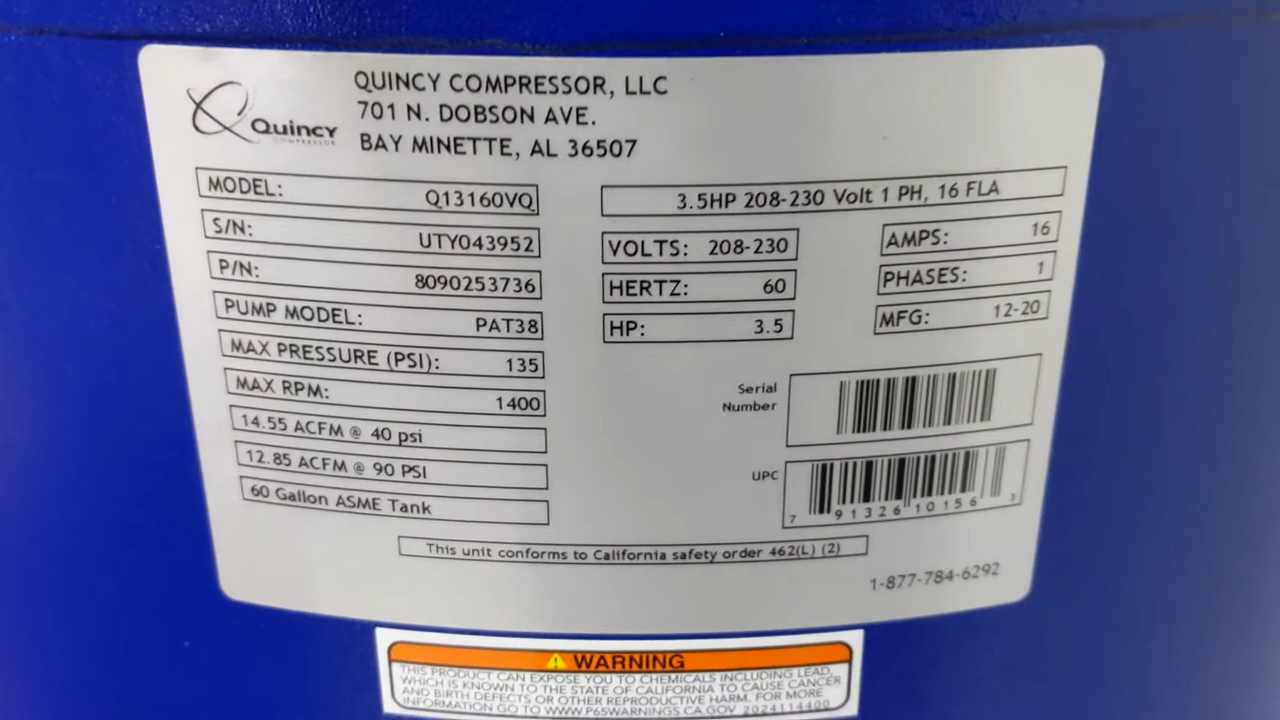 Quincy
COMPRESSOR
QUINCY COMPRESSOR, LLC
701 N. DOBSON AVE.
BAY MINETTE, AL 36507
MODEL: Q13160VQ
S/N: UTY043952
P/N: 8090253736
PUMP MODEL: PAT38
MAX PRESSURE (PSI): 135
MAX RPM: 1400
14.55 ACFM @ 40 psi
12.85 ACFM @ 90 PSI
60 Gallon ASME Tank
3.5HP 208-230 Volt 1 PH, 16 FLA
VOLTS: 208-230
HERTZ: 60
HP: 3.5
AMPS: 16
PHASES: 1
MFG: 12-20
Serial
Number
UPC
7 91326 10156 3
This unit conforms to California safety order 462(L) (2)
1-877-784-6292
WARNING
THIS PRODUCT CAN EXPOSE YOU TO CHEMICALS INCLUDING LEAD,
WHICH IS KNOWN TO THE STATE OF CALIFORNIA TO CAUSE CANCER
AND BIRTH DEFECTS OR OTHER REPRODUCTIVE HARM. FOR MORE
INFORMATION GO TO WWW.P65WARNINGS.CA.GOV 2024114400